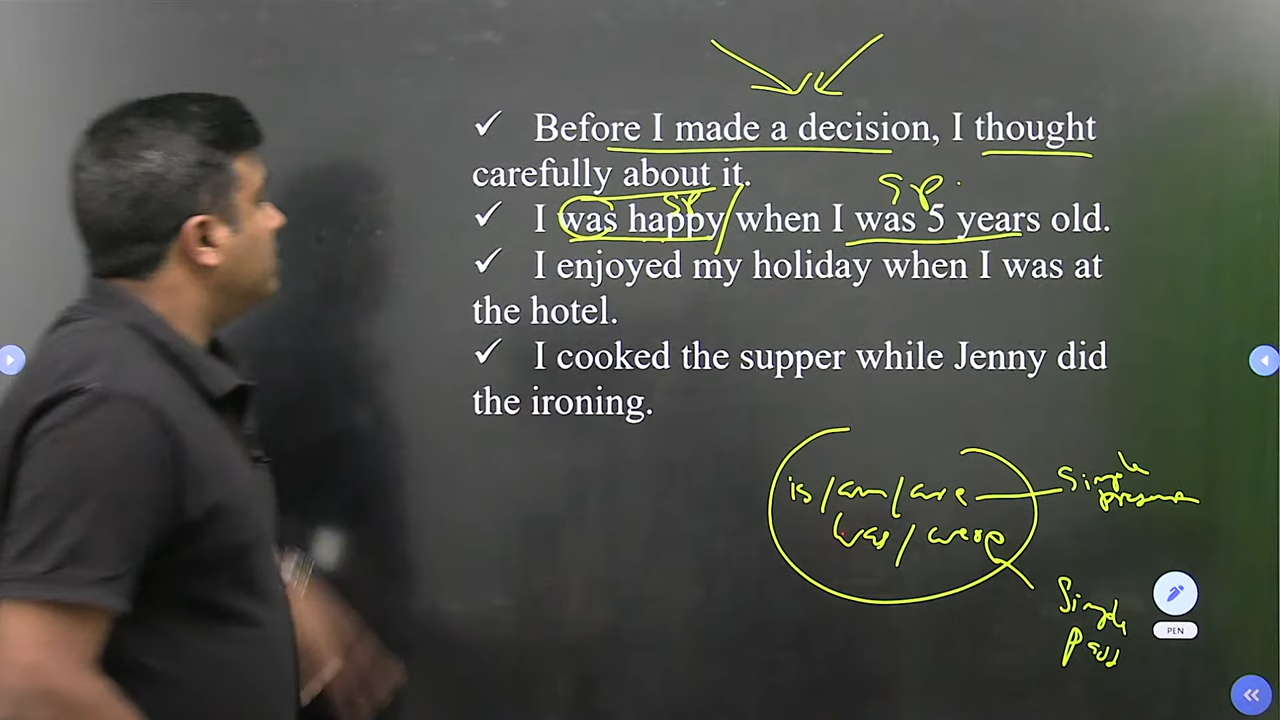 ✓ Before I made a decision, I thought
carefully about it.
sp.
sp
✓ I was happy when I was 5 years old.
✓ I enjoyed my holiday when I was at
the hotel.
✓ I cooked the supper while Jenny did
the ironing.
is/am/are simple
present
was/were
simple
past
PEN